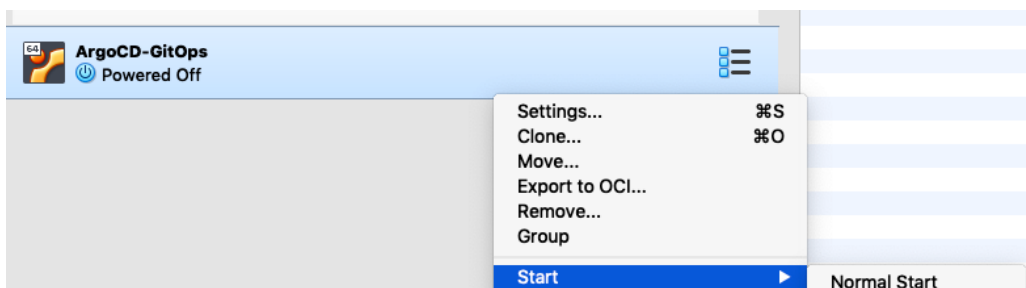 64
ArgoCD-GitOps
Powered Off
Settings... ⌘S
Clone... ⌘O
Move...
Export to OCI...
Remove...
Group
Start
Normal Start